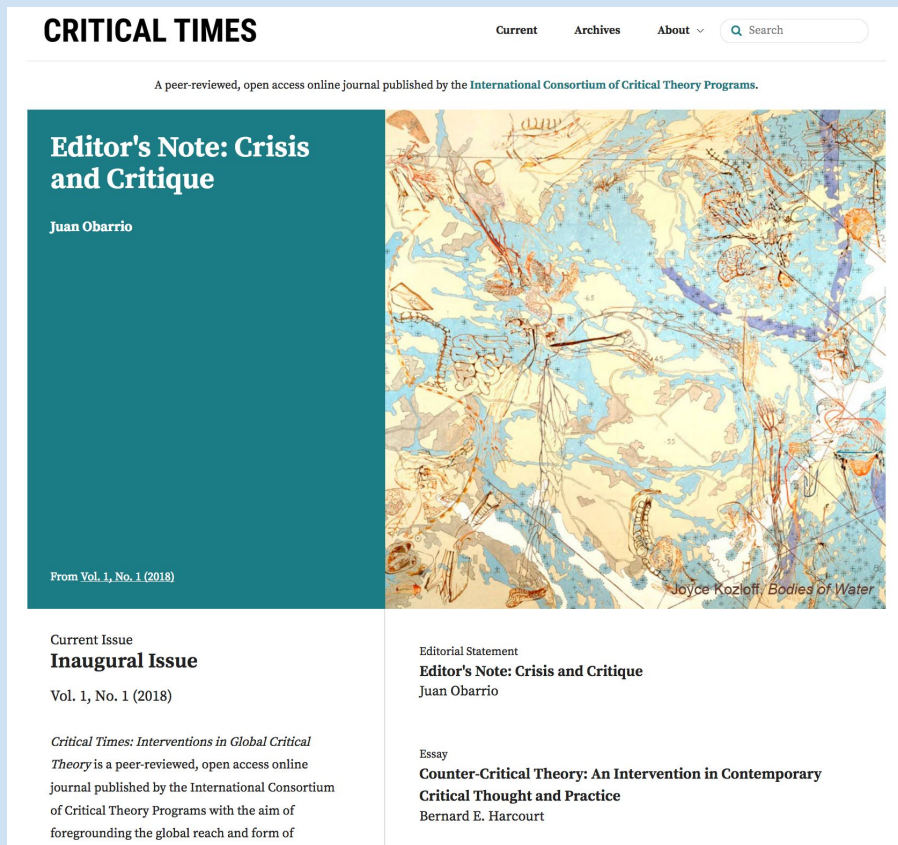 CRITICAL TIMES
Current Archives About Search
A peer-reviewed, open access online journal published by the International Consortium of Critical Theory Programs.
Editor's Note: Crisis
and Critique
Juan Obarrio
From Vol. 1, No. 1 (2018)
-65
-45
-55
Joyce Kozloff, Bodies of Water
Current Issue
Inaugural Issue
Vol. 1, No. 1 (2018)
Critical Times: Interventions in Global Critical
Theory is a peer-reviewed, open access online
journal published by the International Consortium
of Critical Theory Programs with the aim of
foregrounding the global reach and form of
Editorial Statement
Editor's Note: Crisis and Critique
Juan Obarrio
Essay
Counter-Critical Theory: An Intervention in Contemporary
Critical Thought and Practice
Bernard E. Harcourt